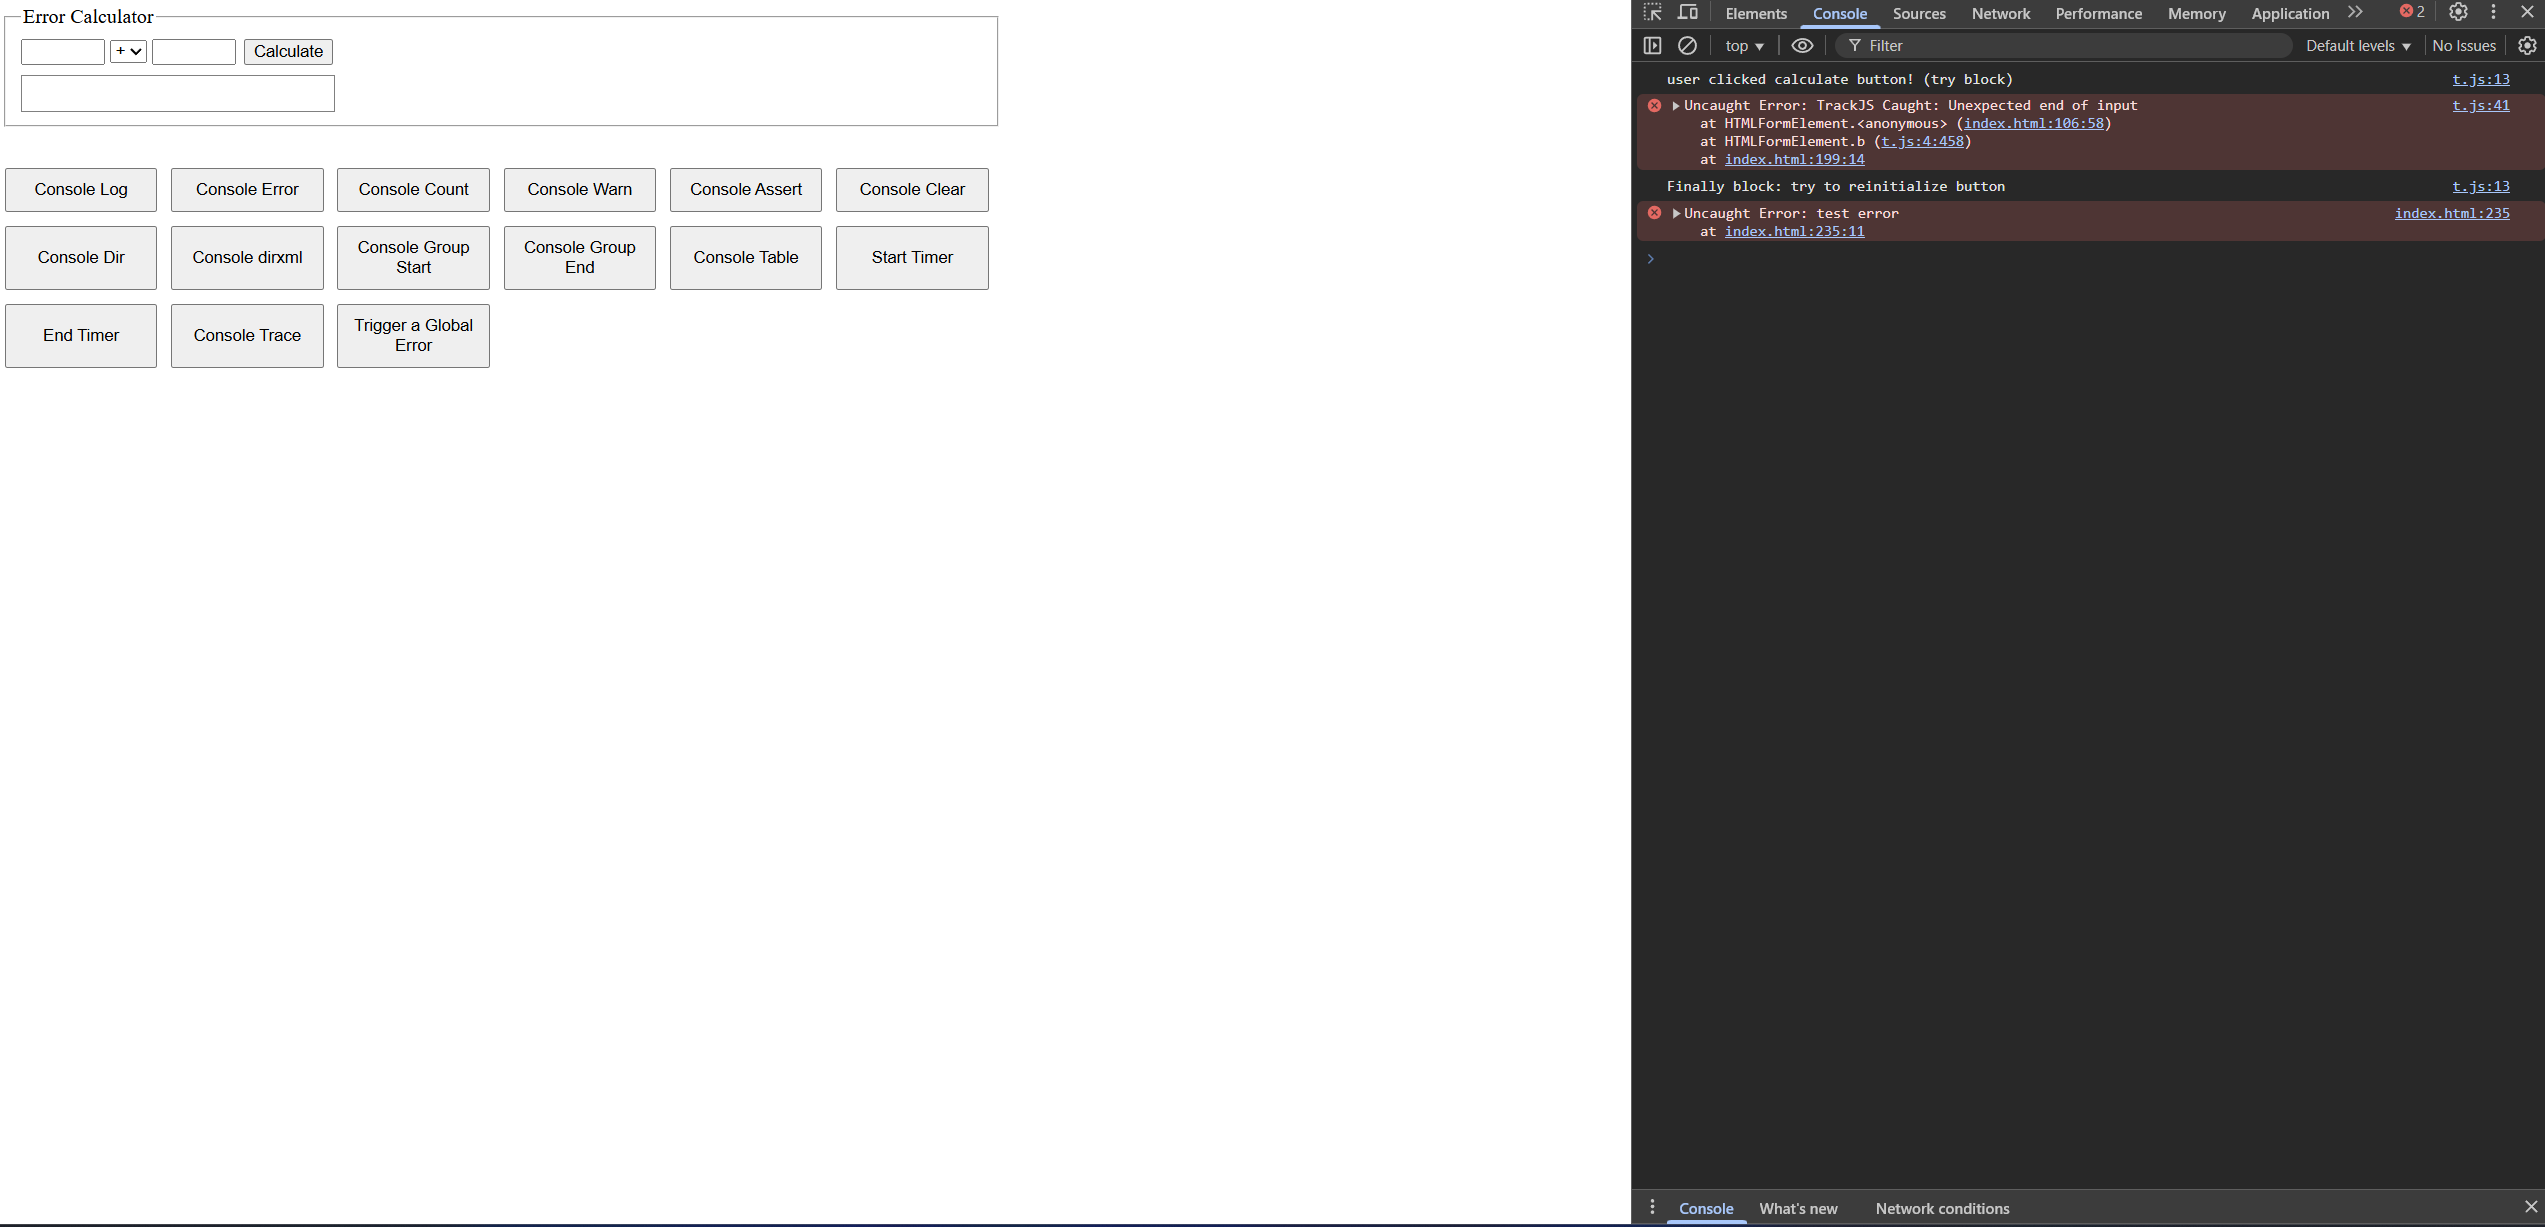 Error Calculator
+ Calculate
Console Log Console Error Console Count Console Warn Console Assert Console Clear
Console Dir Console dirxml Console Group Start Console Group End Console Table Start Timer
End Timer Console Trace Trigger a Global Error
Elements Console Sources Network Performance Memory Application 2
top Filter Default levels No Issues
user clicked calculate button! (try block) t.js:13
Uncaught Error: TrackJS Caught: Unexpected end of input t.js:41
at HTMLFormElement.<anonymous> (index.html:106:58)
at HTMLFormElement.b (t.js:4:458)
at index.html:199:14
Finally block: try to reinitialize button t.js:13
Uncaught Error: test error index.html:235
at index.html:235:11
Console What's new Network conditions